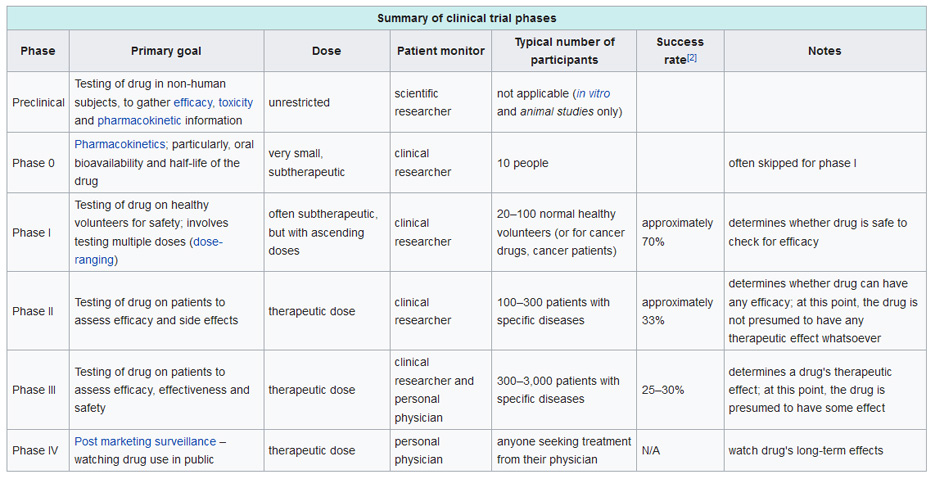 Summary of clinical trial phases
Phase
Primary goal
Dose
Patient monitor
Typical number of
participants
Success
rate[2]
Notes
Preclinical
Testing of drug in non-human
subjects, to gather efficacy, toxicity
and pharmacokinetic information
unrestricted
scientific
researcher
not applicable (in vitro
and animal studies only)
Phase 0
Pharmacokinetics; particularly, oral
bioavailability and half-life of the
drug
very small,
subtherapeutic
clinical
researcher
10 people
often skipped for phase I
Phase I
Testing of drug on healthy
volunteers for safety; involves
testing multiple doses (dose-
ranging)
often subtherapeutic,
but with ascending
doses
clinical
researcher
20–100 normal healthy
volunteers (or for cancer
drugs, cancer patients)
approximately
70%
determines whether drug is safe to
check for efficacy
Phase II
Testing of drug on patients to
assess efficacy and side effects
therapeutic dose
clinical
researcher
100–300 patients with
specific diseases
approximately
33%
determines whether drug can have
any efficacy; at this point, the drug is
not presumed to have any
therapeutic effect whatsoever
Phase III
Testing of drug on patients to
assess efficacy, effectiveness and
safety
therapeutic dose
clinical
researcher and
personal
physician
300–3,000 patients with
specific diseases
25–30%
determines a drug's therapeutic
effect; at this point, the drug is
presumed to have some effect
Phase IV
Post marketing surveillance –
watching drug use in public
therapeutic dose
personal
physician
anyone seeking treatment
from their physician
N/A
watch drug's long-term effects